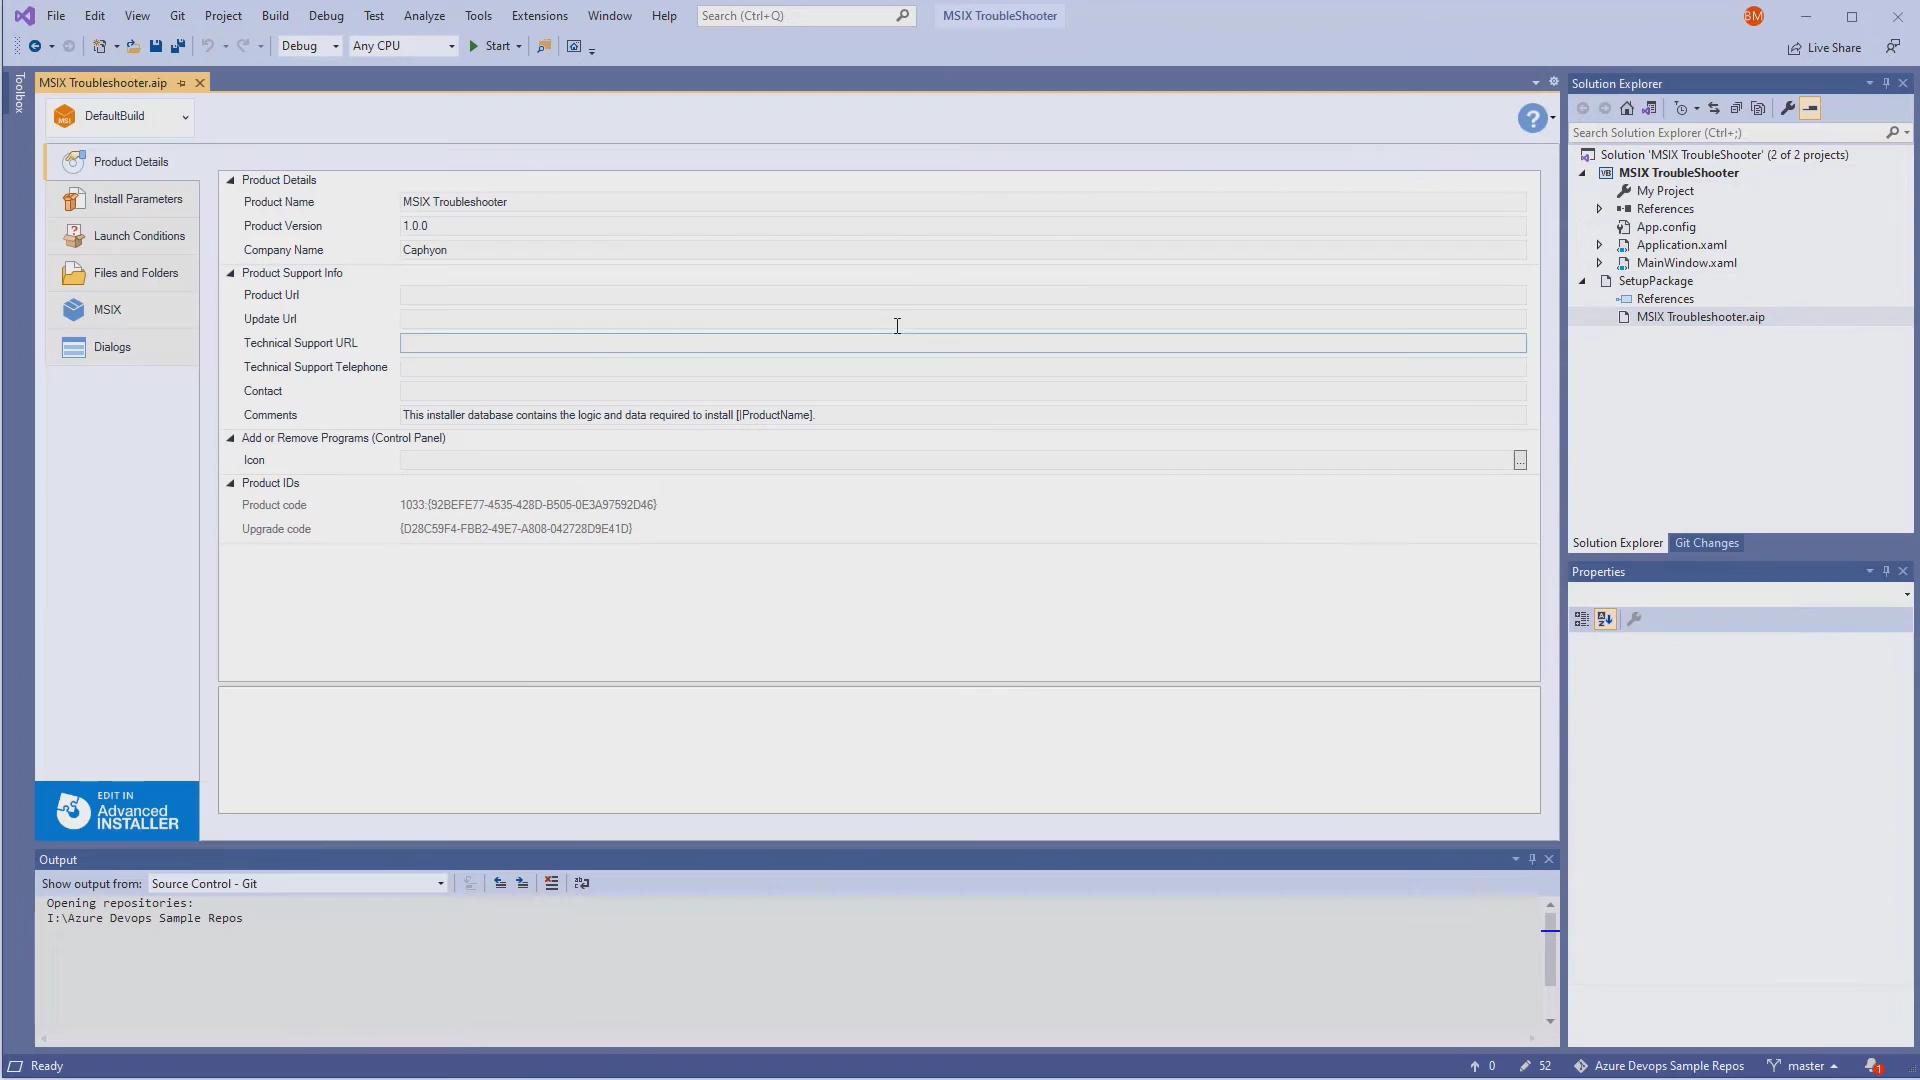 File Edit View Git Project Build Debug Test Analyze Tools Extensions Window Help Search (Ctrl+Q) MSIX TroubleShooter BM
Debug Any CPU Start Live Share
Toolbox
MSIX Troubleshooter.aip
MSI DefaultBuild
?
Product Details
Install Parameters
Launch Conditions
Files and Folders
MSIX
Dialogs
EDIT IN
Advanced
INSTALLER
Product Details
Product Name MSIX Troubleshooter
Product Version 1.0.0
Company Name Caphyon
Product Support Info
Product Url
Update Url
Technical Support URL
Technical Support Telephone
Contact
Comments This installer database contains the logic and data required to install [|ProductName].
Add or Remove Programs (Control Panel)
Icon ...
Product IDs
Product code 1033:{92BEFE77-4535-428D-B505-0E3A97592D46}
Upgrade code {D28C59F4-FBB2-49E7-A808-042728D9E41D}
Output
Show output from: Source Control - Git
Opening repositories:
I:\Azure Devops Sample Repos
Solution Explorer
Search Solution Explorer (Ctrl+;)
Solution 'MSIX TroubleShooter' (2 of 2 projects)
VB MSIX TroubleShooter
My Project
References
App.config
Application.xaml
MainWindow.xaml
SetupPackage
References
MSIX Troubleshooter.aip
Solution Explorer Git Changes
Properties
Ready 0 52 Azure Devops Sample Repos master 1